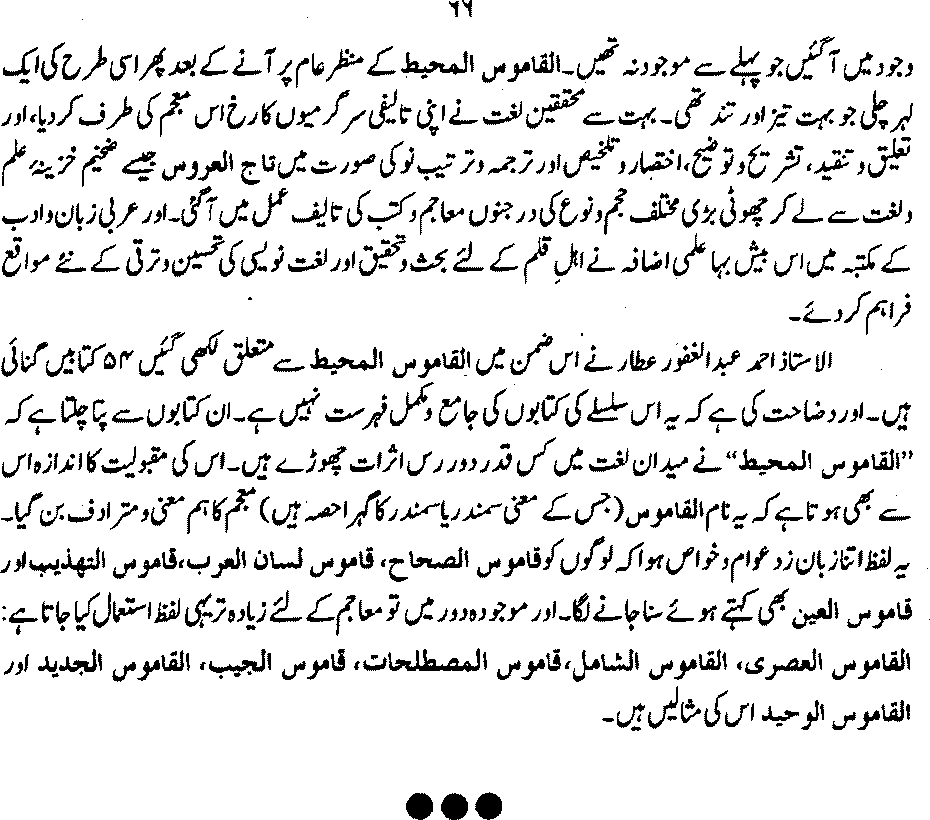 ۶۶
وجود میں آگئیں جو پہلے سے موجود نہ تھیں۔ القاموس المحیط کے منظر عام پر آنے کے بعد پھر اسی طرح کی ایک
لہر چلی جو بہت تیز اور تند تھی۔ بہت سے محققین لغت نے اپنی تالیفی سرگرمیوں کا رخ اس معجم کی طرف کردیا، اور
تعلیق و تنقید، تشریح و توضیح، اختصار و تلخیص اور ترجمہ و ترتیب نو کی صورت میں تاج العروس جیسے ضخیم خزینۂ علم
و لغت سے لے کر چھوٹی بڑی مختلف حجم و نوع کی درجنوں معاجم و کتب کی تالیف عمل میں آگئی۔ اور عربی زبان و ادب
کے مکتبہ میں اس بیش بہا علمی اضافہ نے اہلِ قلم کے لئے بحث و تحقیق اور لغت نویسی کی تحسین و ترقی کے نئے مواقع
فراہم کردئے۔
الاستاذ احمد عبدالغفور عطار نے اس ضمن میں القاموس المحیط سے متعلق لکھی گئیں ۵۴ کتابیں گنائی
ہیں۔ اور وضاحت کی ہے کہ یہ اس سلسلے کی کتابوں کی جامع و مکمل فہرست نہیں ہے۔ ان کتابوں سے پتا چلتا ہے کہ
"القاموس المحیط" نے میدان لغت میں کس قدر دور رس اثرات چھوڑے ہیں۔ اس کی مقبولیت کا اندازہ اس
سے بھی ہوتا ہے کہ یہ نام القاموس (جس کے معنی سمندر یا سمندر کا گہرا حصہ ہیں) معجم کا ہم معنی و مترادف بن گیا۔
یہ لفظ اتنا زبان زد عوام و خواص ہوا کہ لوگوں کو قاموس الصحاح، قاموس لسان العرب، قاموس التهذیب اور
قاموس العین بھی کہتے ہوئے سنا جانے لگا۔ اور موجودہ دور میں تو معاجم کے لئے زیادہ تر یہی لفظ استعمال کیا جاتا ہے:
القاموس العصری، القاموس الشامل، قاموس المصطلحات، قاموس الجیب، القاموس الجدید اور
القاموس الوحید اس کی مثالیں ہیں۔